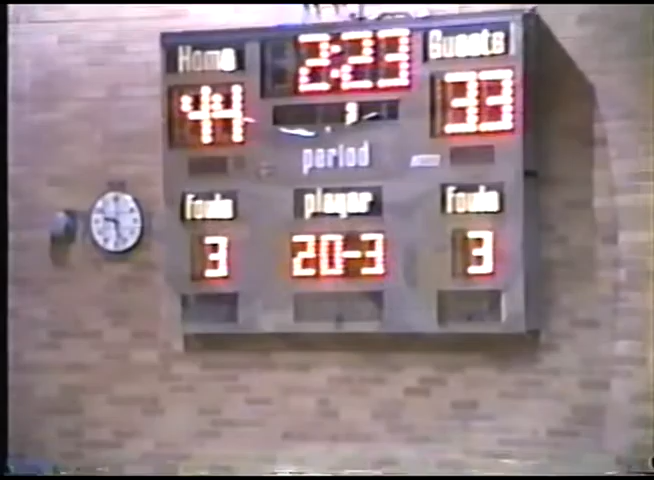 Home 2:23 Guests
44 33
period
Fouls player Fouls
3 20-3 3